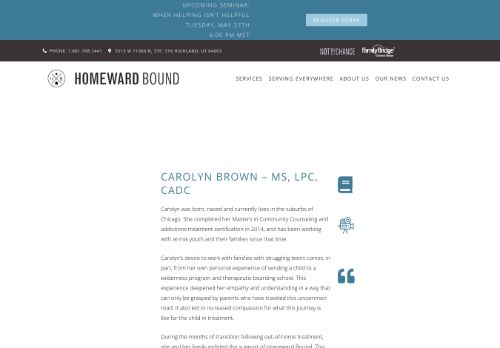 UPCOMING SEMINAR:
WHEN HELPING ISN'T HELPFUL
TUESDAY, MAY 27TH
6:00 PM MST
REGISTER TODAY
PHONE: 1.801.768.1441
5313 W 11000 N, STE. 316 HIGHLAND, UT 84003
NOT BY CHANCE
FamilyBridge
HOMEWARD BOUND
SERVICES
SERVING EVERYWHERE
ABOUT US
OUR NEWS
CONTACT US
CAROLYN BROWN – MS, LPC,
CADC
Carolyn was born, raised and currently lives in the suburbs of
Chicago. She completed her Masters in Community Counseling and
addictions treatment certification in 2014, and has been working
with at-risk youth and their families since that time.
Carolyn's desire to work with families with struggling teens comes, in
part, from her own personal experience of sending a child to a
wilderness program and therapeutic boarding school. This
experience deepened her empathy and understanding in a way that
can only be grasped by parents who have traveled this uncommon
road. It also led to increased compassion for what this journey is
like for the child in treatment.
During the months of transition following out-of-home treatment,
she and her family enlisted the support of Homeward Bound. This